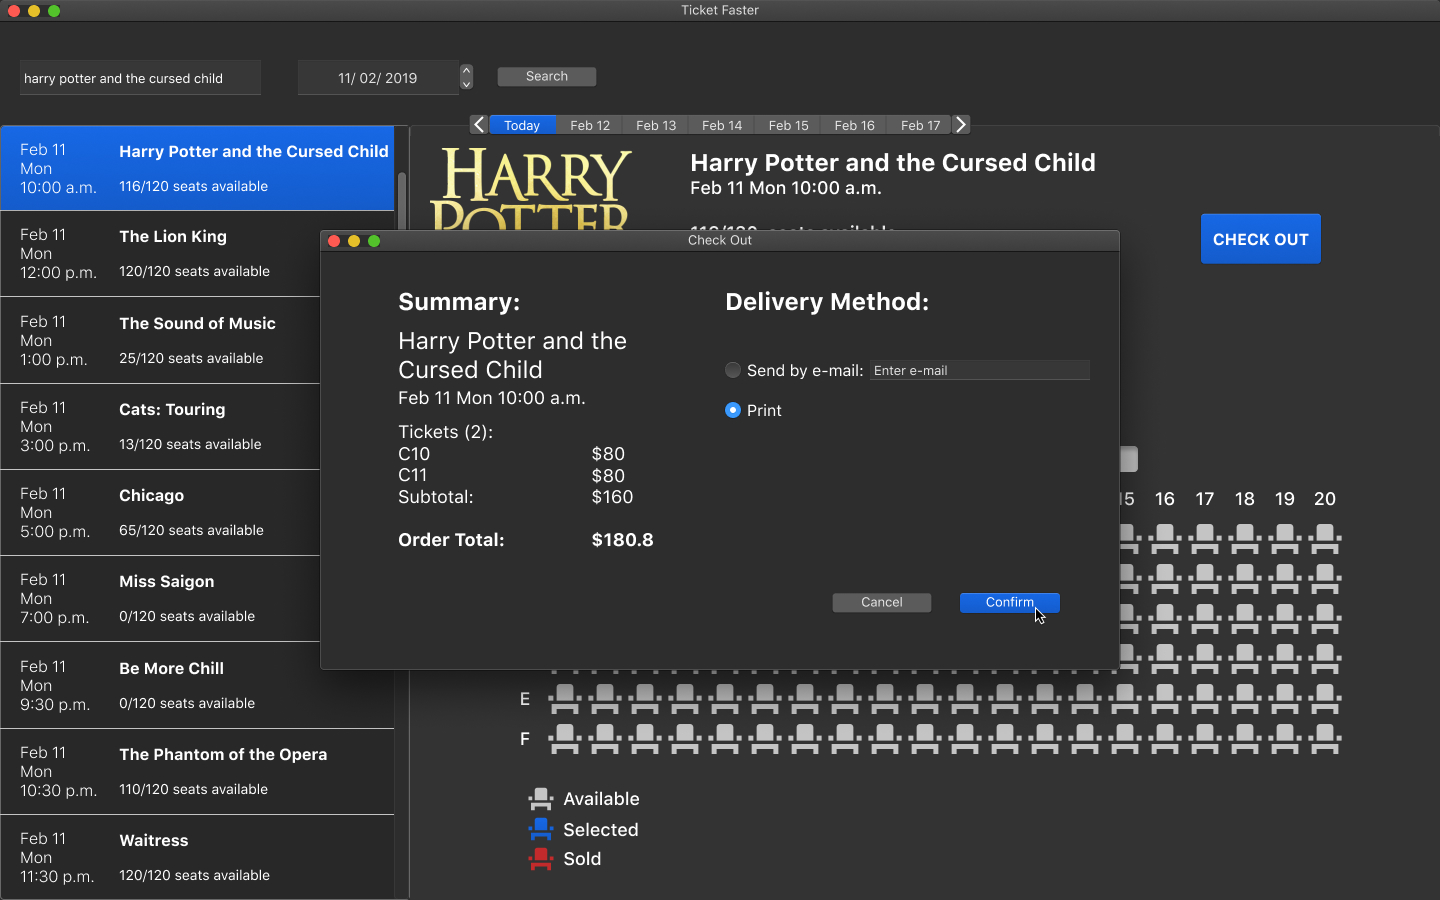 Ticket Faster
harry potter and the cursed child
11/ 02/ 2019
Search
Today Feb 12 Feb 13 Feb 14 Feb 15 Feb 16 Feb 17
Feb 11
Mon
10:00 a.m.
Harry Potter and the Cursed Child
116/120 seats available
Feb 11
Mon
12:00 p.m.
The Lion King
120/120 seats available
Feb 11
Mon
1:00 p.m.
The Sound of Music
25/120 seats available
Feb 11
Mon
3:00 p.m.
Cats: Touring
13/120 seats available
Feb 11
Mon
5:00 p.m.
Chicago
65/120 seats available
Feb 11
Mon
7:00 p.m.
Miss Saigon
0/120 seats available
Feb 11
Mon
9:30 p.m.
Be More Chill
0/120 seats available
Feb 11
Mon
10:30 p.m.
The Phantom of the Opera
110/120 seats available
Feb 11
Mon
11:30 p.m.
Waitress
120/120 seats available
HARRY
POTTER
Harry Potter and the Cursed Child
Feb 11 Mon 10:00 a.m.
CHECK OUT
Check Out
Summary:
Harry Potter and the
Cursed Child
Feb 11 Mon 10:00 a.m.
Tickets (2):
C10 $80
C11 $80
Subtotal: $160
Order Total: $180.8
Delivery Method:
Send by e-mail: Enter e-mail
Print
Cancel
Confirm
15 16 17 18 19 20
E
F
Available
Selected
Sold